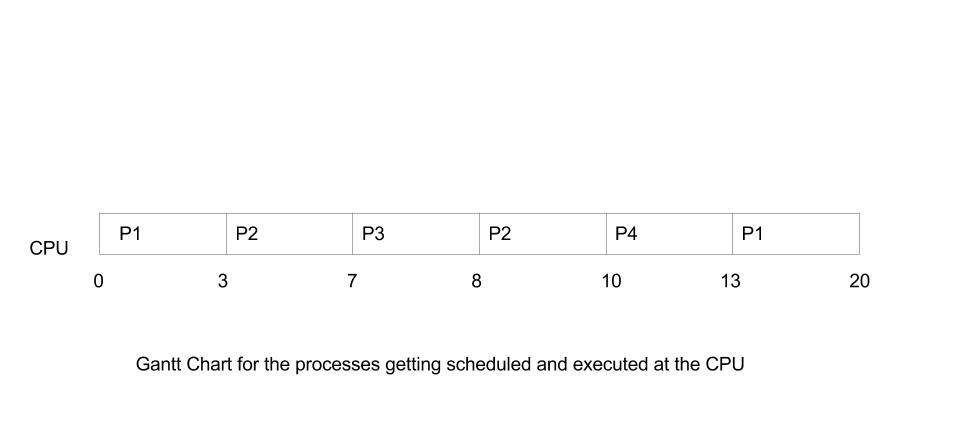 P1 P2 P3 P2 P4 P1
CPU
0 3 7 8 10 13 20
Gantt Chart for the processes getting scheduled and executed at the CPU